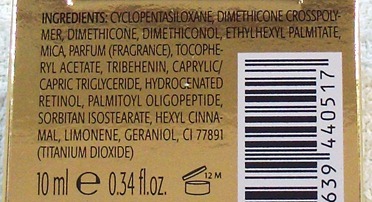 INGREDIENTS: CYCLOPENTASILOXANE, DIMETHICONE CROSSPOLY-
MER, DIMETHICONE, DIMETHICONOL, ETHYLHEXYL PALMITATE,
MICA, PARFUM (FRAGRANCE), TOCOPHE-
RYL ACETATE, TRIBEHENIN, CAPRYLIC/
CAPRIC TRIGLYCERIDE, HYDROGENATED
RETINOL, PALMITOYL OLIGOPEPTIDE,
SORBITAN ISOSTEARATE, HEXYL CINNA-
MAL, LIMONENE, GERANIOL, CI 77891
(TITANIUM DIOXIDE)
10 ml e 0.34 fl.oz. 12 M
639 440517